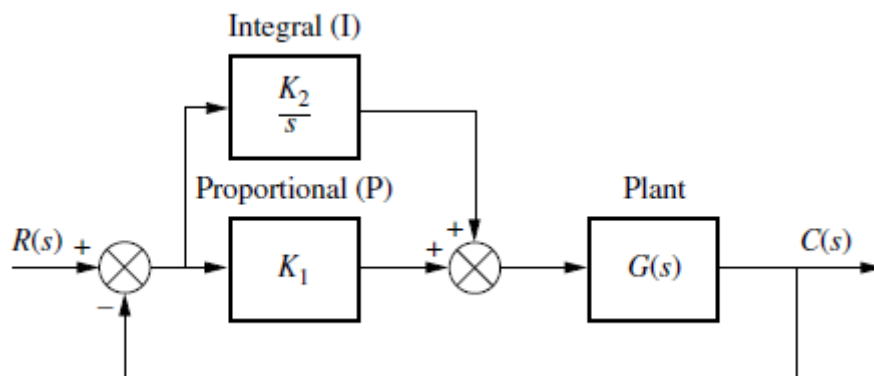 Integral (I)
K₂
s
Proportional (P)
Plant
R(s)
+
+
+
C(s)
K₁
G(s)
−